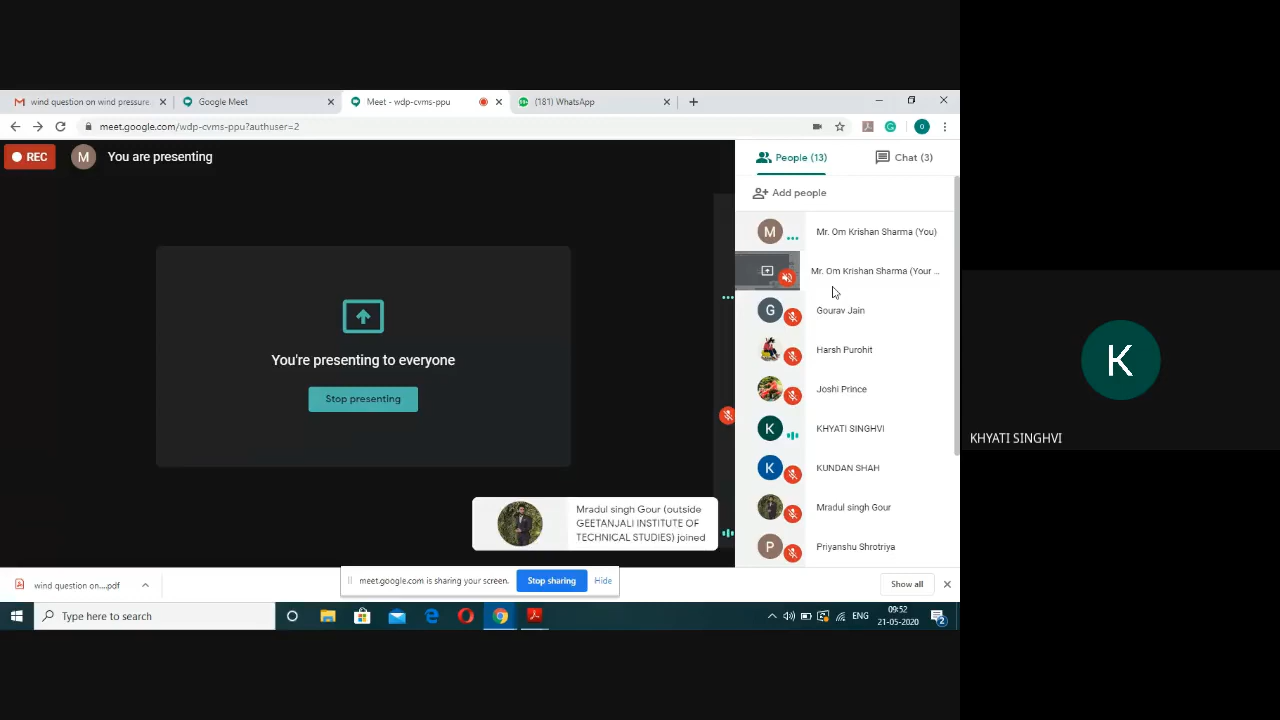 wind question on wind pressure
Google Meet
Meet - wdp-cvms-ppu
(181) WhatsApp
meet.google.com/wdp-cvms-ppu?authuser=2
O
REC
M
You are presenting
People (13)
Chat (3)
Add people
M
Mr. Om Krishan Sharma (You)
Mr. Om Krishan Sharma (Your ...
G
Gourav Jain
Harsh Purohit
Joshi Prince
K
KHYATI SINGHVI
K
KUNDAN SHAH
Mradul singh Gour
P
Priyanshu Shrotriya
You're presenting to everyone
Stop presenting
Mradul singh Gour (outside
GEETANJALI INSTITUTE OF
TECHNICAL STUDIES) joined
K
KHYATI SINGHVI
wind question on....pdf
meet.google.com is sharing your screen.
Stop sharing
Hide
Show all
Type here to search
ENG
09:52
21-05-2020
2